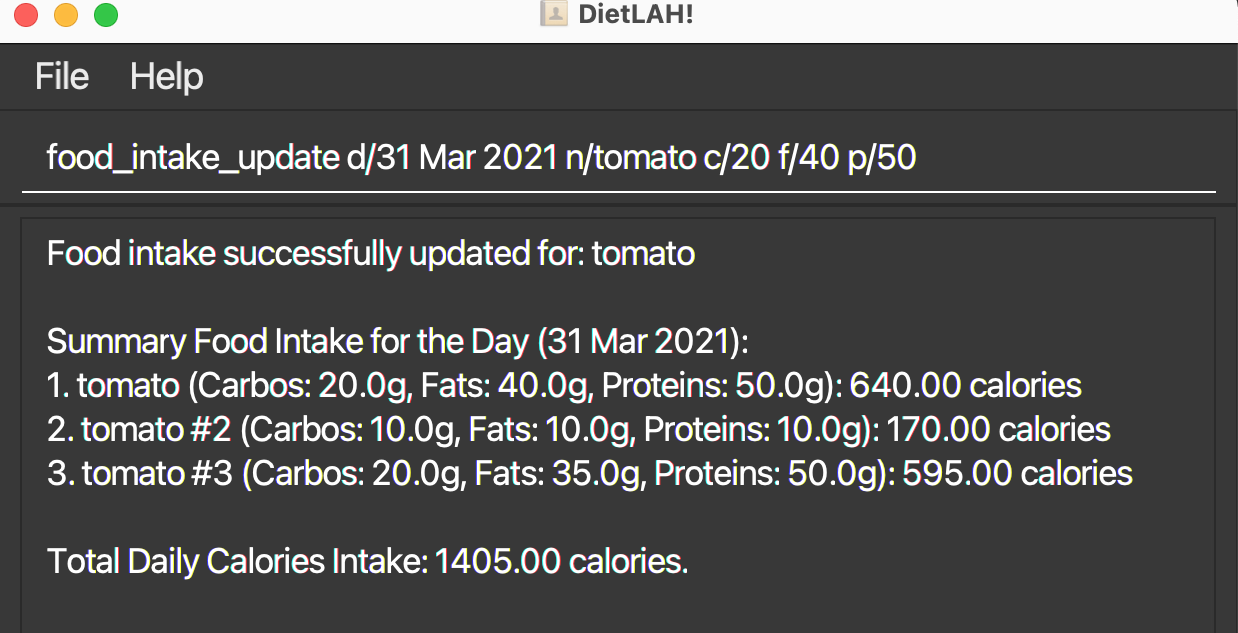 DietLAH!
File Help
food_intake_update d/31 Mar 2021 n/tomato c/20 f/40 p/50
Food intake successfully updated for: tomato
Summary Food Intake for the Day (31 Mar 2021):
1. tomato (Carbos: 20.0g, Fats: 40.0g, Proteins: 50.0g): 640.00 calories
2. tomato #2 (Carbos: 10.0g, Fats: 10.0g, Proteins: 10.0g): 170.00 calories
3. tomato #3 (Carbos: 20.0g, Fats: 35.0g, Proteins: 50.0g): 595.00 calories
Total Daily Calories Intake: 1405.00 calories.